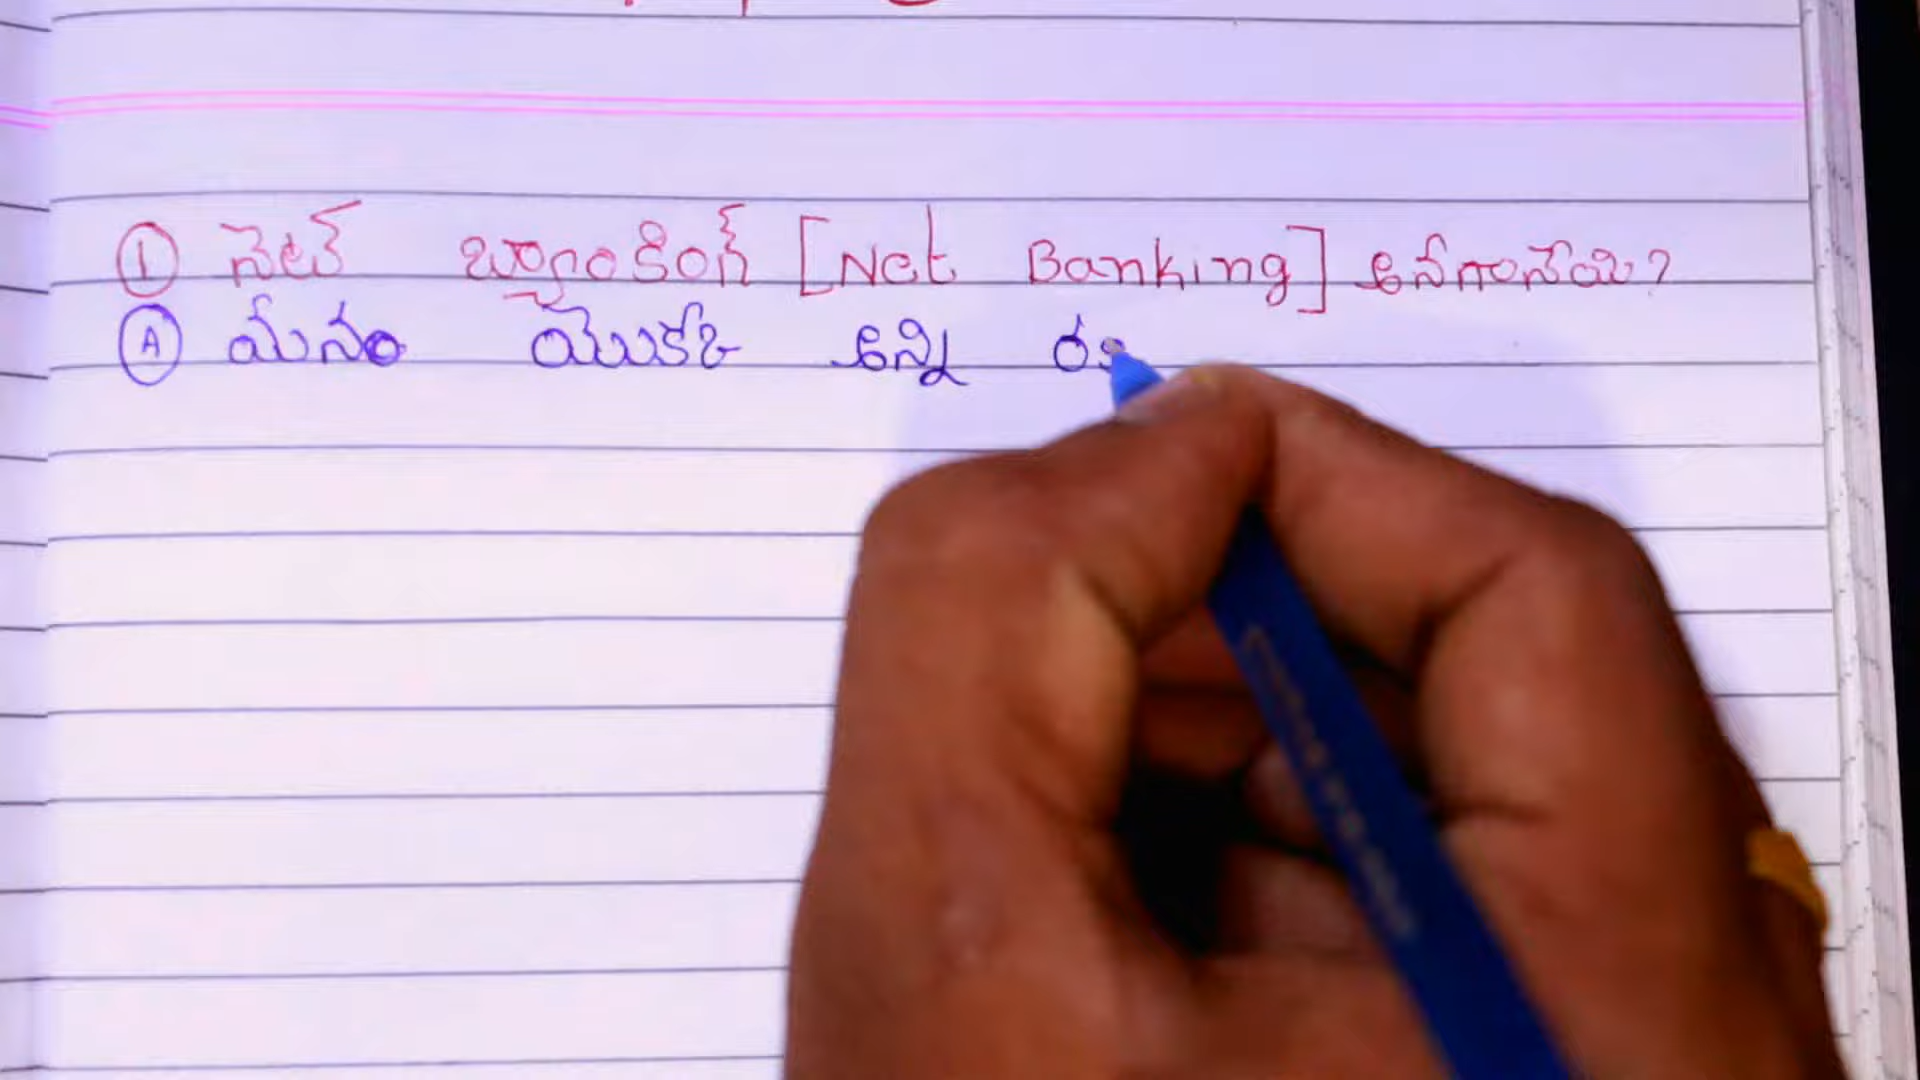 ① నెట్ బ్యాంకింగ్ [Net Banking] అనగానేమి?
Ⓐ మనం యొక్క అన్ని